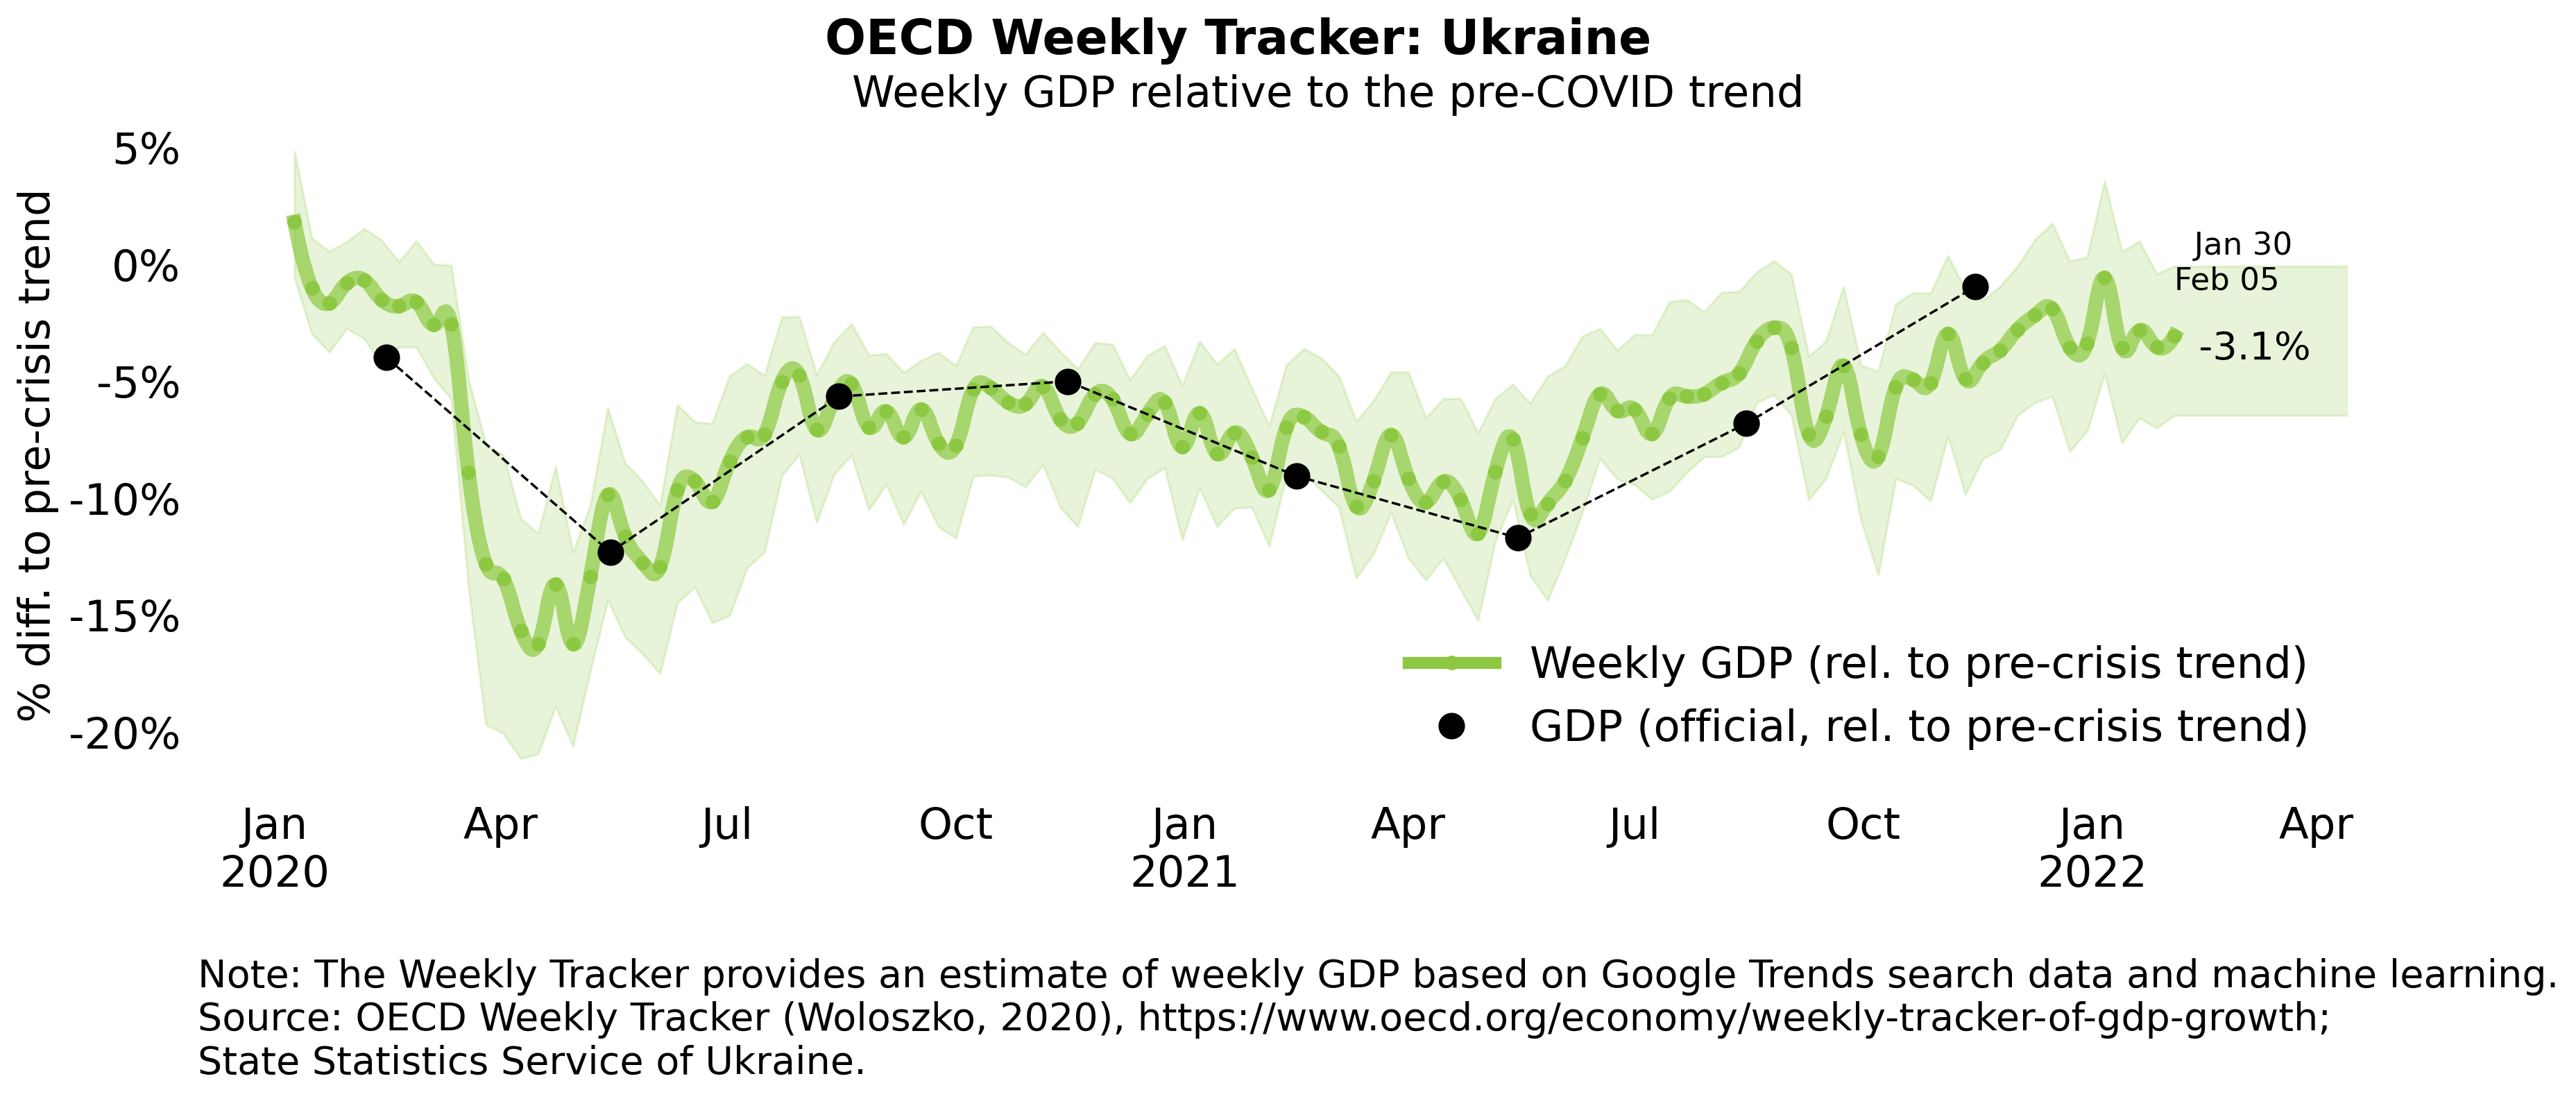 OECD Weekly Tracker: Ukraine
Weekly GDP relative to the pre-COVID trend
% diff. to pre-crisis trend
5%
0%
-5%
-10%
-15%
-20%
Jan 30
Feb 05
-3.1%
Weekly GDP (rel. to pre-crisis trend)
GDP (official, rel. to pre-crisis trend)
Jan Apr Jul Oct Jan Apr Jul Oct Jan Apr
2020 2021 2022
Note: The Weekly Tracker provides an estimate of weekly GDP based on Google Trends search data and machine learning.
Source: OECD Weekly Tracker (Woloszko, 2020), https://www.oecd.org/economy/weekly-tracker-of-gdp-growth;
State Statistics Service of Ukraine.